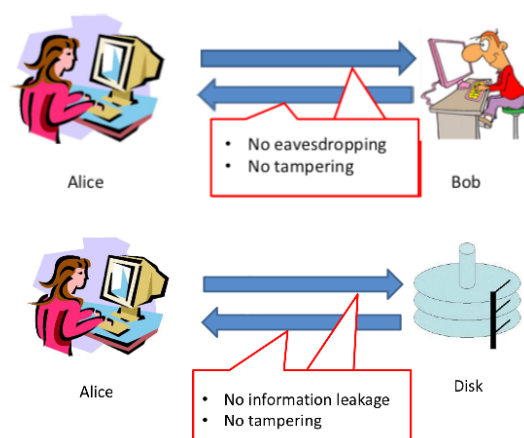 • No eavesdropping
• No tampering
Alice
Bob
Alice
Disk
• No information leakage
• No tampering